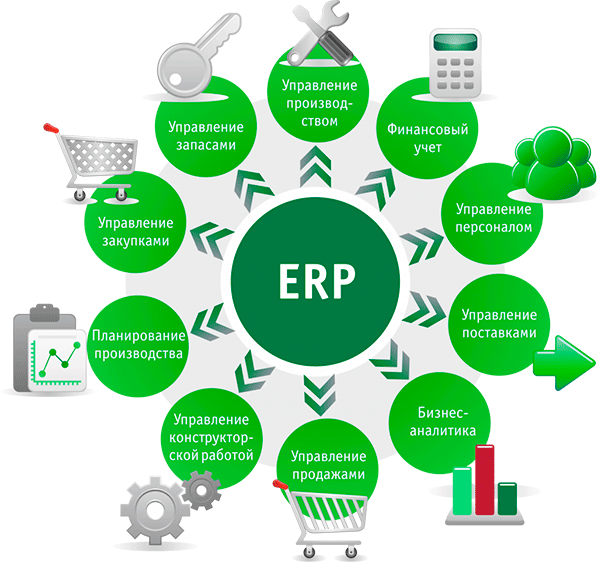 Управление
производ-
ством
Финансовый
учет
Управление
персоналом
Управление
поставками
Бизнес-
аналитика
Управление
продажами
Управление
конструктор-
ской работой
Планирование
производства
Управление
закупками
Управление
запасами
ERP